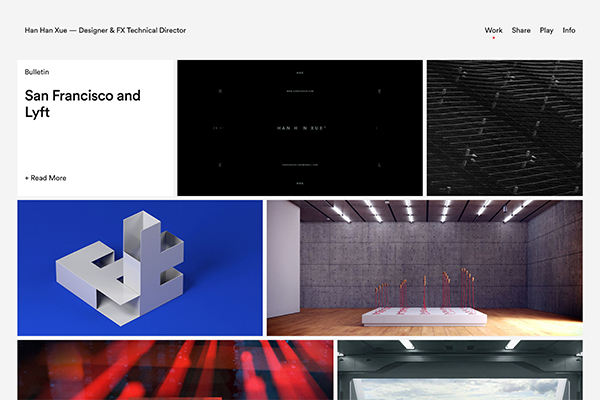 Han Han Xue — Designer & FX Technical Director
Work Share Play Info
Bulletin
San Francisco and
Lyft
+ Read More
HAN H N XUE